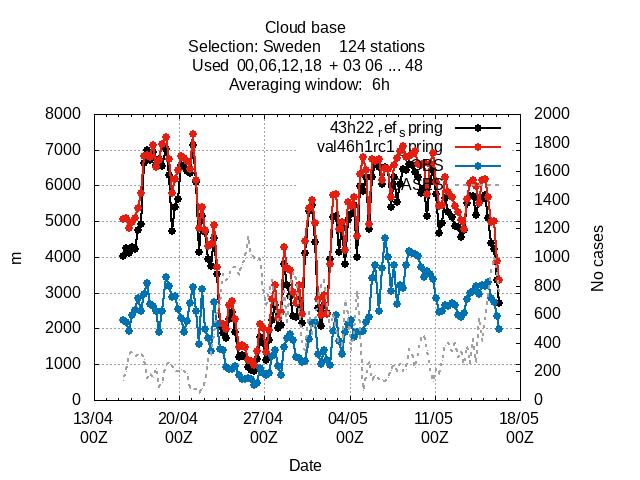 Cloud base
Selection: Sweden 124 stations
Used 00,06,12,18 + 03 06 ... 48
Averaging window: 6h
8000
7000
6000
5000
4000
3000
2000
1000
0
m
2000
1800
1600
1400
1200
1000
800
600
400
200
0
No cases
43h22_ref_spring
val46h1rc1_spring
13/04 00Z
20/04 00Z
27/04 00Z
04/05 00Z
11/05 00Z
18/05 00Z
Date